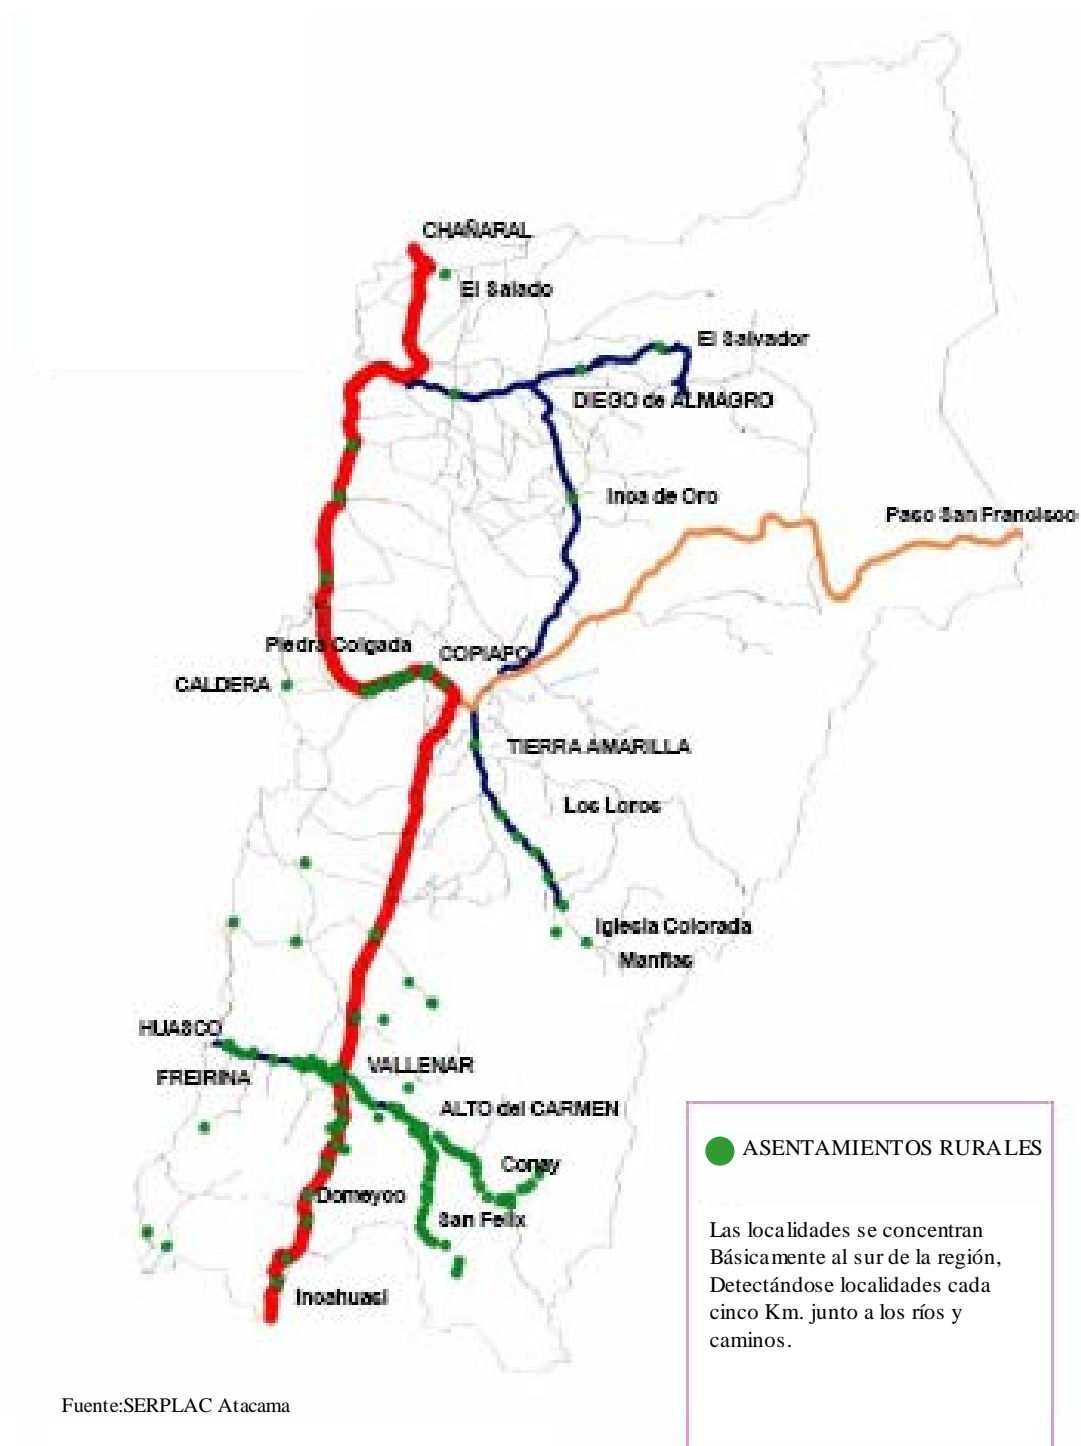 CHAÑARAL
El Salado
El Salvador
DIEGO de ALMAGRO
Inca de Oro
Paso San Francisco
Piedra Colgada
COPIAPO
CALDERA
TIERRA AMARILLA
Los Loros
Iglesia Colorada
Manflas
HUASCO
VALLENAR
FREIRINA
ALTO del CARMEN
ASENTAMIENTOS RURALES
Conay
Domeyco
San Felix
Las localidades se concentran
Básicamente al sur de la región,
Detectándose localidades cada
cinco Km. junto a los ríos y
caminos.
Incahuasi
Fuente:SERPLAC Atacama